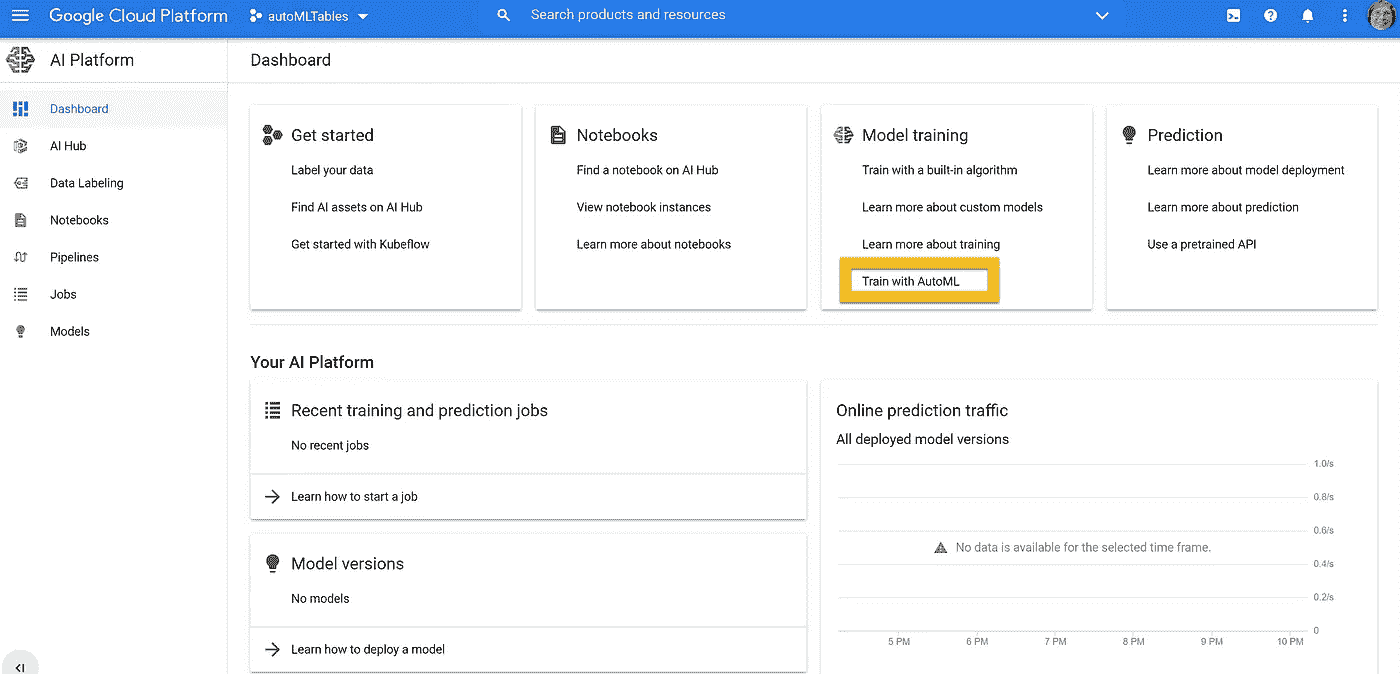 Google Cloud Platform
autoMLTables
Search products and resources
AI Platform
Dashboard
Dashboard
AI Hub
Data Labeling
Notebooks
Pipelines
Jobs
Models
Get started
Label your data
Find AI assets on AI Hub
Get started with Kubeflow
Notebooks
Find a notebook on AI Hub
View notebook instances
Learn more about notebooks
Model training
Train with a built-in algorithm
Learn more about custom models
Learn more about training
Train with AutoML
Prediction
Learn more about model deployment
Learn more about prediction
Use a pretrained API
Your AI Platform
Recent training and prediction jobs
No recent jobs
Learn how to start a job
Model versions
No models
Learn how to deploy a model
Online prediction traffic
All deployed model versions
1.0/s
0.8/s
0.6/s
No data is available for the selected time frame.
0.4/s
0.2/s
0
5 PM 6 PM 7 PM 8 PM 9 PM 10 PM